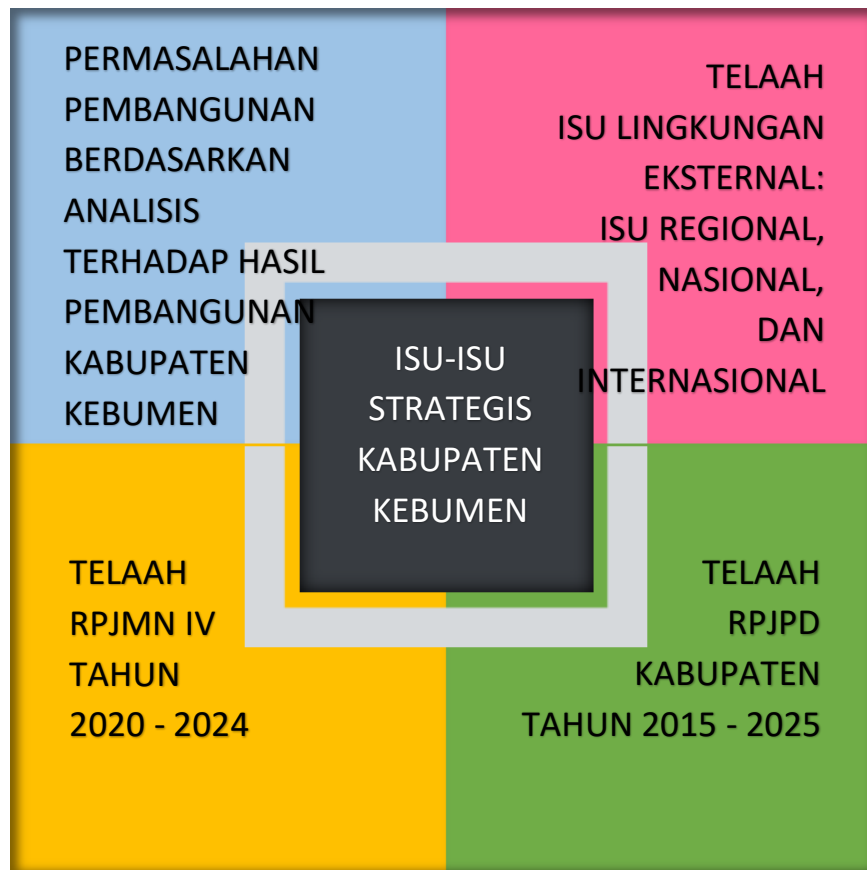 PERMASALAHAN
PEMBANGUNAN
BERDASARKAN
ANALISIS
TERHADAP HASIL
PEMBANGUNAN
KABUPATEN
KEBUMEN
TELAAH
ISU LINGKUNGAN
EKSTERNAL:
ISU REGIONAL,
NASIONAL,
DAN
INTERNASIONAL
ISU-ISU
STRATEGIS
KABUPATEN
KEBUMEN
TELAAH
RPJMN IV
TAHUN
2020 - 2024
TELAAH
RPJPD
KABUPATEN
TAHUN 2015 - 2025